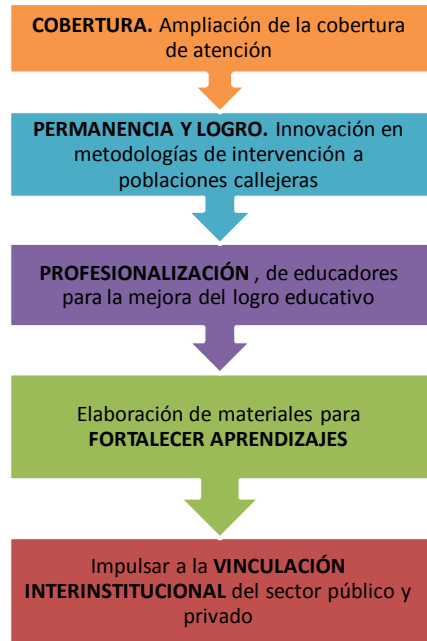 COBERTURA. Ampliación de la cobertura
de atención
PERMANENCIA Y LOGRO. Innovación en
metodologías de intervención a
poblaciones callejeras
PROFESIONALIZACIÓN , de educadores
para la mejora del logro educativo
Elaboración de materiales para
FORTALECER APRENDIZAJES
Impulsar a la VINCULACIÓN
INTERINSTITUCIONAL del sector público y
privado